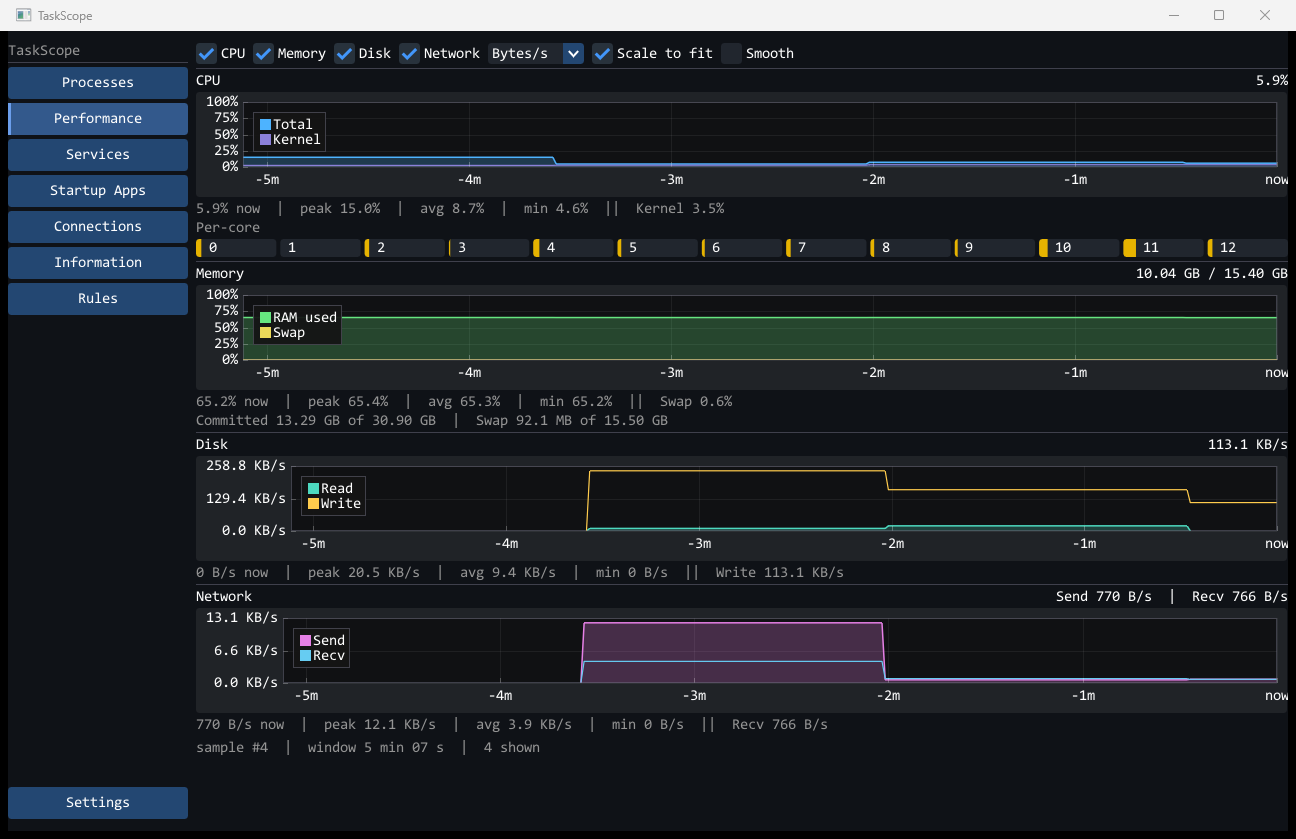 TaskScope
TaskScope
Processes
Performance
Services
Startup Apps
Connections
Information
Rules
Settings
CPU Memory Disk Network Bytes/s Scale to fit Smooth
CPU 5.9%
100%
75%
50%
25%
0%
Total
Kernel
-5m -4m -3m -2m -1m now
5.9% now | peak 15.0% | avg 8.7% | min 4.6% || Kernel 3.5%
Per-core
0 1 2 3 4 5 6 7 8 9 10 11 12
Memory 10.04 GB / 15.40 GB
100%
75%
50%
25%
0%
RAM used
Swap
-5m -4m -3m -2m -1m now
65.2% now | peak 65.4% | avg 65.3% | min 65.2% || Swap 0.6%
Committed 13.29 GB of 30.90 GB | Swap 92.1 MB of 15.50 GB
Disk 113.1 KB/s
258.8 KB/s
129.4 KB/s
0.0 KB/s
Read
Write
-5m -4m -3m -2m -1m now
0 B/s now | peak 20.5 KB/s | avg 9.4 KB/s | min 0 B/s || Write 113.1 KB/s
Network Send 770 B/s | Recv 766 B/s
13.1 KB/s
6.6 KB/s
0.0 KB/s
Send
Recv
-5m -4m -3m -2m -1m now
770 B/s now | peak 12.1 KB/s | avg 3.9 KB/s | min 0 B/s || Recv 766 B/s
sample #4 | window 5 min 07 s | 4 shown